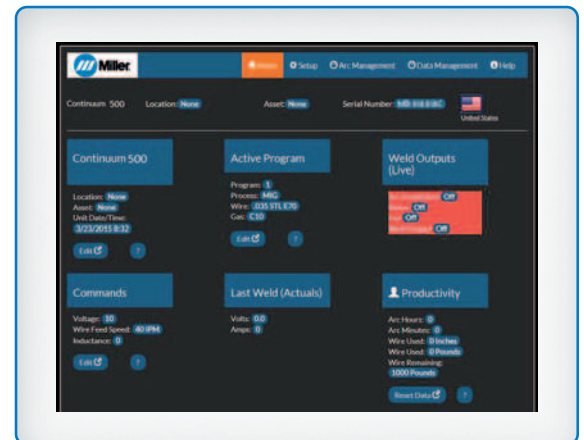 Miller
Setup Arc Management Data Management Help
Continuum 500 Location: None Asset: None Serial Number:
United States
Continuum 500
Location: None
Asset: None
Unit Date/Time:
3/23/2015 8:32
Edit ?
Active Program
Program: 1
Process: MIG
Wire: .035 STL E70
Gas: C10
Edit ?
Weld Outputs
(Live)
Off
Off
Off
Off
Commands
Voltage: 10
Wire Feed Speed: 40 IPM
Inductance: 0
Edit ?
Last Weld (Actuals)
Volts: 0.0
Amps: 0
Productivity
Arc Hours: 0
Arc Minutes: 0
Wire Used: 0 Inches
Wire Used: 0 Pounds
Wire Remaining:
1000 Pounds
Reset Data ?